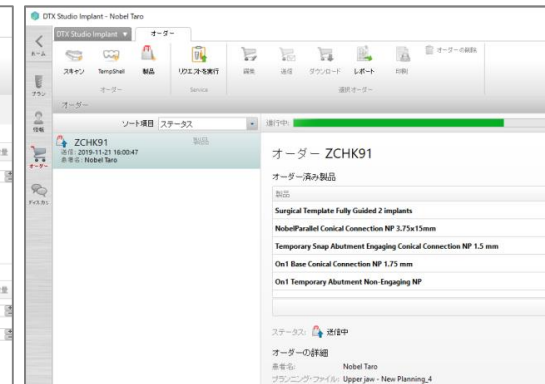 DTX Studio Implant - Nobel Taro
DTX Studio Implant ▼
オーダー
ホーム
スキャン
TempShell
製品
リクエストを実行
編集
送信
ダウンロード
レポート
印刷
オーダーの削除
オーダー
Service
選択オーダー
プラン
オーダー
情報
ソート項目 ステータス
進行中:
オーダー
ZCHK91
製品
送信: 2019-11-21 16:00:47
患者名: Nobel Taro
オーダー ZCHK91
オーダー済み製品
製品
Surgical Template Fully Guided 2 implants
NobelParallel Conical Connection NP 3.75x15mm
Temporary Snap Abutment Engaging Conical Connection NP 1.5 mm
On1 Base Conical Connection NP 1.75 mm
On1 Temporary Abutment Non-Engaging NP
ステータス: 送信中
オーダーの詳細
患者名: Nobel Taro
プランニング・ファイル: Upper jaw - New Planning_4